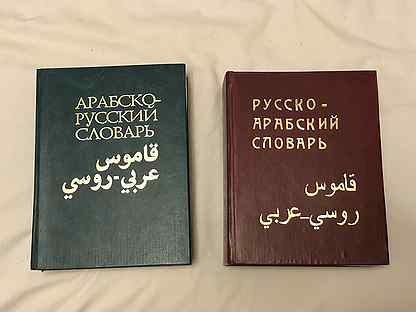 АРАБСКО-
РУССКИЙ
СЛОВАРЬ
قاموس
عربي-روسي
РУССКО-
АРАБСКИЙ
СЛОВАРЬ
قاموس
روسي-عربي